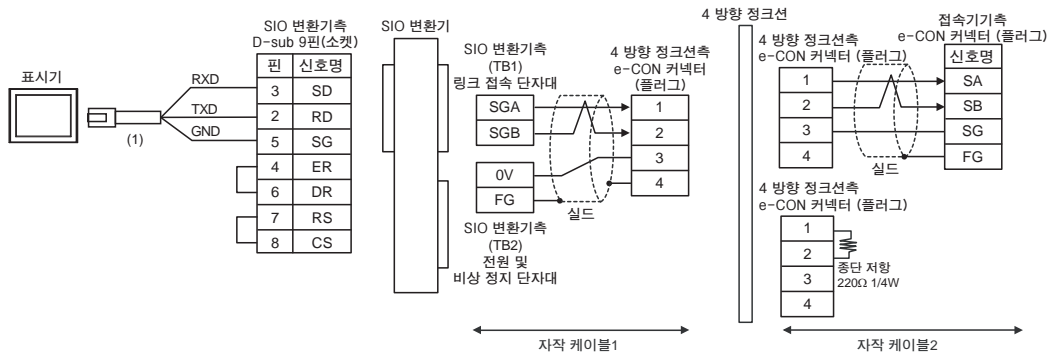 표시기
(1)
RXD
TXD
GND
SIO 변환기측
D-sub 9핀(소켓)
핀 신호명
3 SD
2 RD
5 SG
4 ER
6 DR
7 RS
8 CS
SIO 변환기
SIO 변환기측
(TB1)
링크 접속 단자대
SGA
SGB
0V
FG
SIO 변환기측
(TB2)
전원 및
비상 정지 단자대
실드
4 방향 정크션측
e-CON 커넥터
(플러그)
1
2
3
4
자작 케이블1
4 방향 정크션
4 방향 정크션측
e-CON 커넥터 (플러그)
1
2
3
4
실드
접속기기측
e-CON 커넥터 (플러그)
신호명
SA
SB
SG
FG
4 방향 정크션측
e-CON 커넥터 (플러그)
1
2
3
4
종단 저항
220Ω 1/4W
자작 케이블2